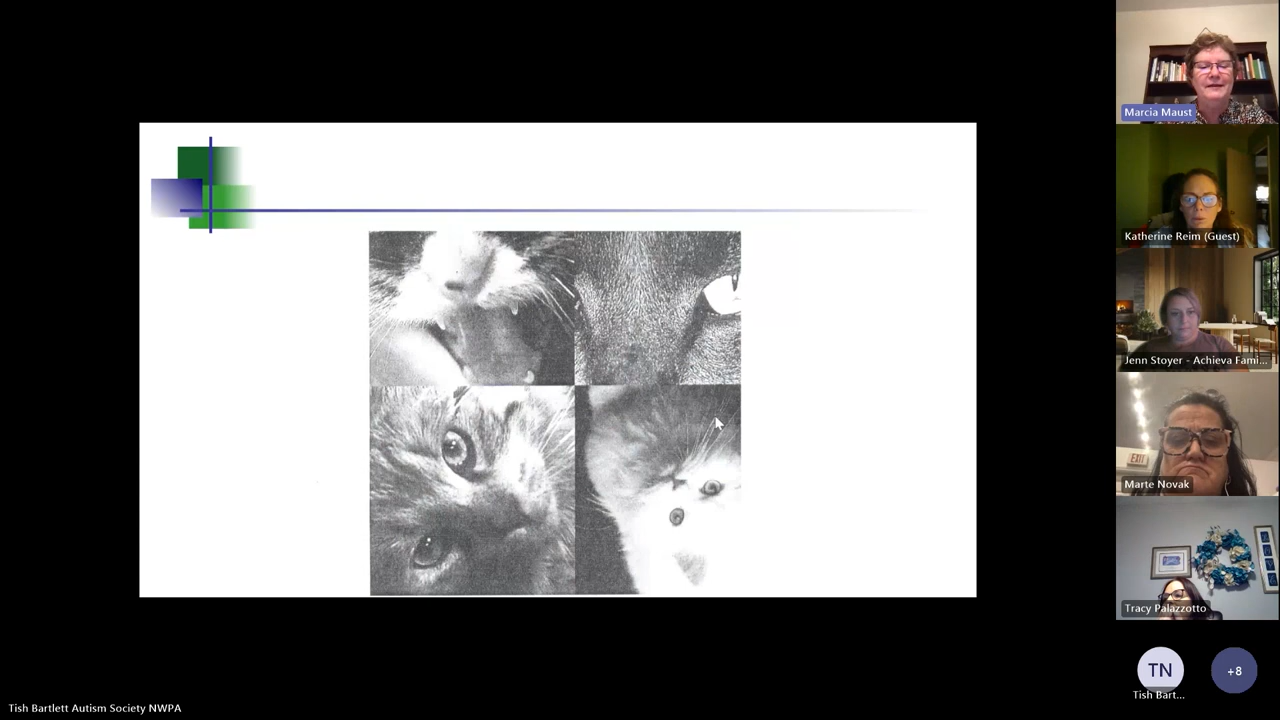 Marcia Maust
Katherine Reim (Guest)
Jenn Stoyer - Achieva Fami...
EXIT
Marte Novak
Tracy Palazzotto
TN
+8
Tish Bart...
Tish Bartlett Autism Society NWPA